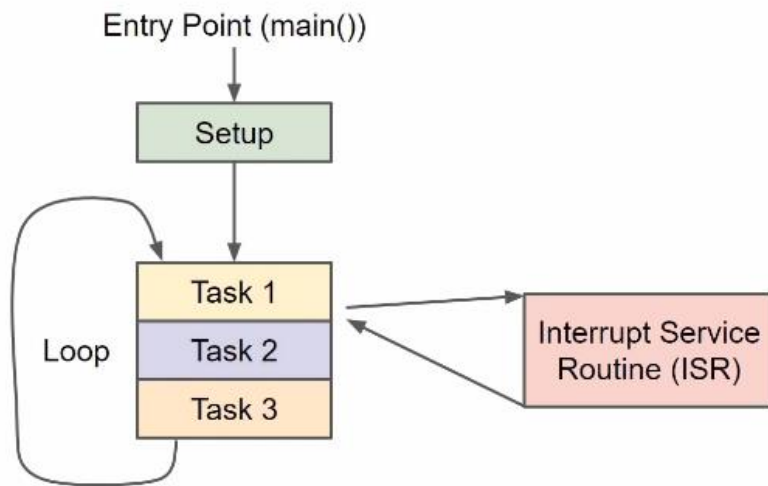 Entry Point (main())
Setup
Task 1
Loop
Task 2
Task 3
Interrupt Service
Routine (ISR)